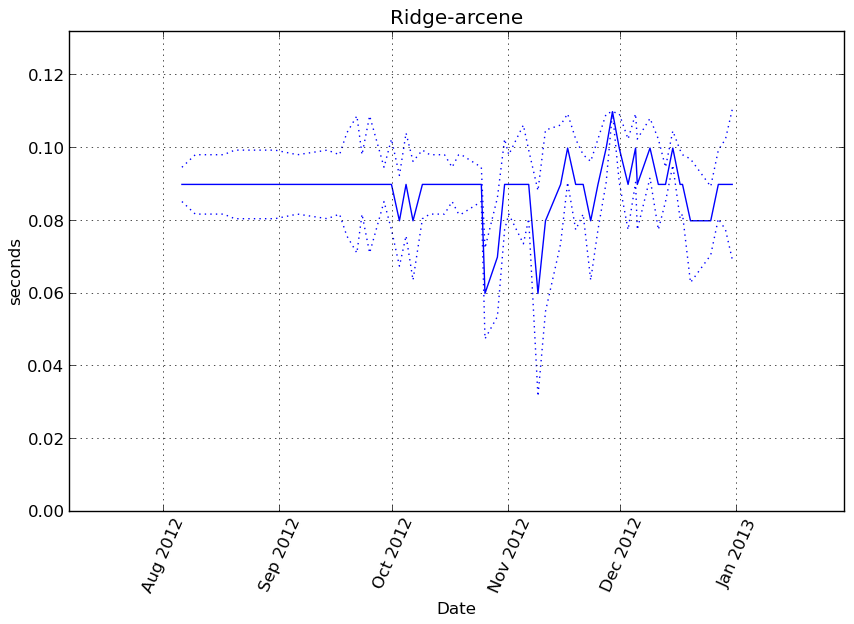 Ridge-arcene
0.12
0.10
0.08
0.06
0.04
0.02
0.00
seconds
Aug 2012
Sep 2012
Oct 2012
Nov 2012
Dec 2012
Jan 2013
Date